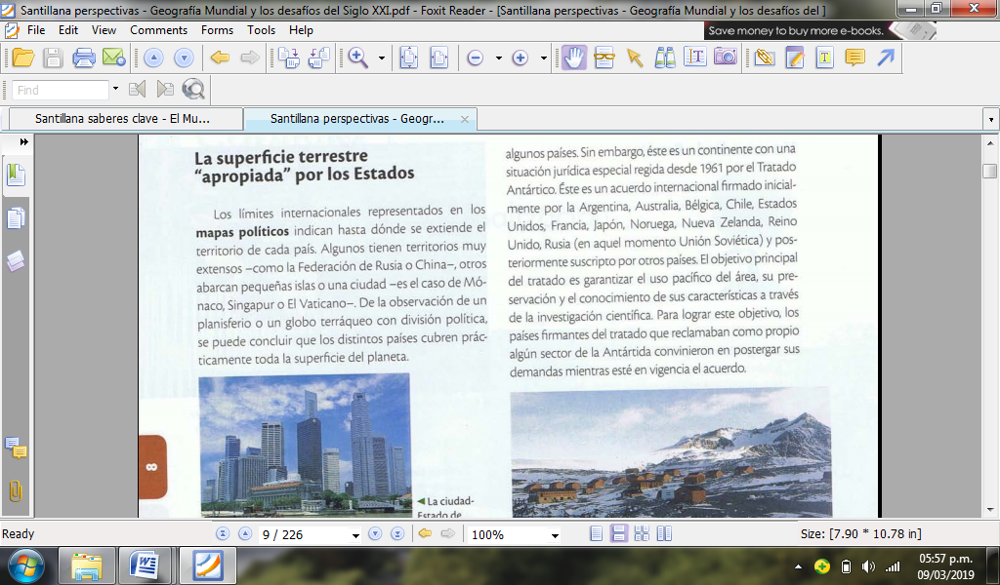 Santillana perspectivas - Geografía Mundial y los desafíos del Siglo XXI.pdf - Foxit Reader - [Santillana perspectivas - Geografía Mundial y los desafíos del ]
File Edit View Comments Forms Tools Help
Save money to buy more e-books.
Find
Santillana saberes clave - El Mu...
Santillana perspectivas - Geogr...
La superficie terrestre
“apropiada” por los Estados
Los límites internacionales representados en los
mapas políticos indican hasta dónde se extiende el
territorio de cada país. Algunos tienen territorios muy
extensos –como la Federación de Rusia o China–, otros
abarcan pequeñas islas o una ciudad –es el caso de Mó-
naco, Singapur o El Vaticano–. De la observación de un
planisferio o un globo terráqueo con división política,
se puede concluir que los distintos países cubren prác-
ticamente toda la superficie del planeta.
8
La ciudad-
Estado de
algunos países. Sin embargo, éste es un continente con una
situación jurídica especial regida desde 1961 por el Tratado
Antártico. Éste es un acuerdo internacional firmado inicial-
mente por la Argentina, Australia, Bélgica, Chile, Estados
Unidos, Francia, Japón, Noruega, Nueva Zelanda, Reino
Unido, Rusia (en aquel momento Unión Soviética) y pos-
teriormente suscripto por otros países. El objetivo principal
del tratado es garantizar el uso pacífico del área, su pre-
servación y el conocimiento de sus características a través
de la investigación científica. Para lograr este objetivo, los
países firmantes del tratado que reclamaban como propio
algún sector de la Antártida convinieron en postergar sus
demandas mientras esté en vigencia el acuerdo.
Ready
9 / 226
100%
Size: [7.90 * 10.78 in]
05:57 p.m.
09/03/2019